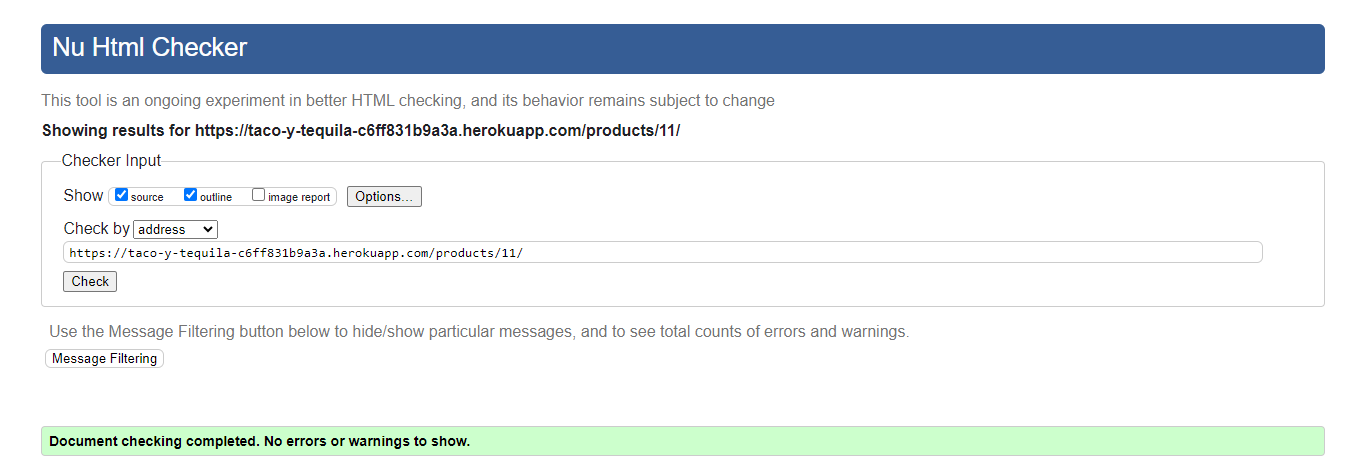 Nu Html Checker
This tool is an ongoing experiment in better HTML checking, and its behavior remains subject to change
Showing results for https://taco-y-tequila-c6ff831b9a3a.herokuapp.com/products/11/
Checker Input
Show source outline image report Options...
Check by address
https://taco-y-tequila-c6ff831b9a3a.herokuapp.com/products/11/
Check
Use the Message Filtering button below to hide/show particular messages, and to see total counts of errors and warnings.
Message Filtering
Document checking completed. No errors or warnings to show.